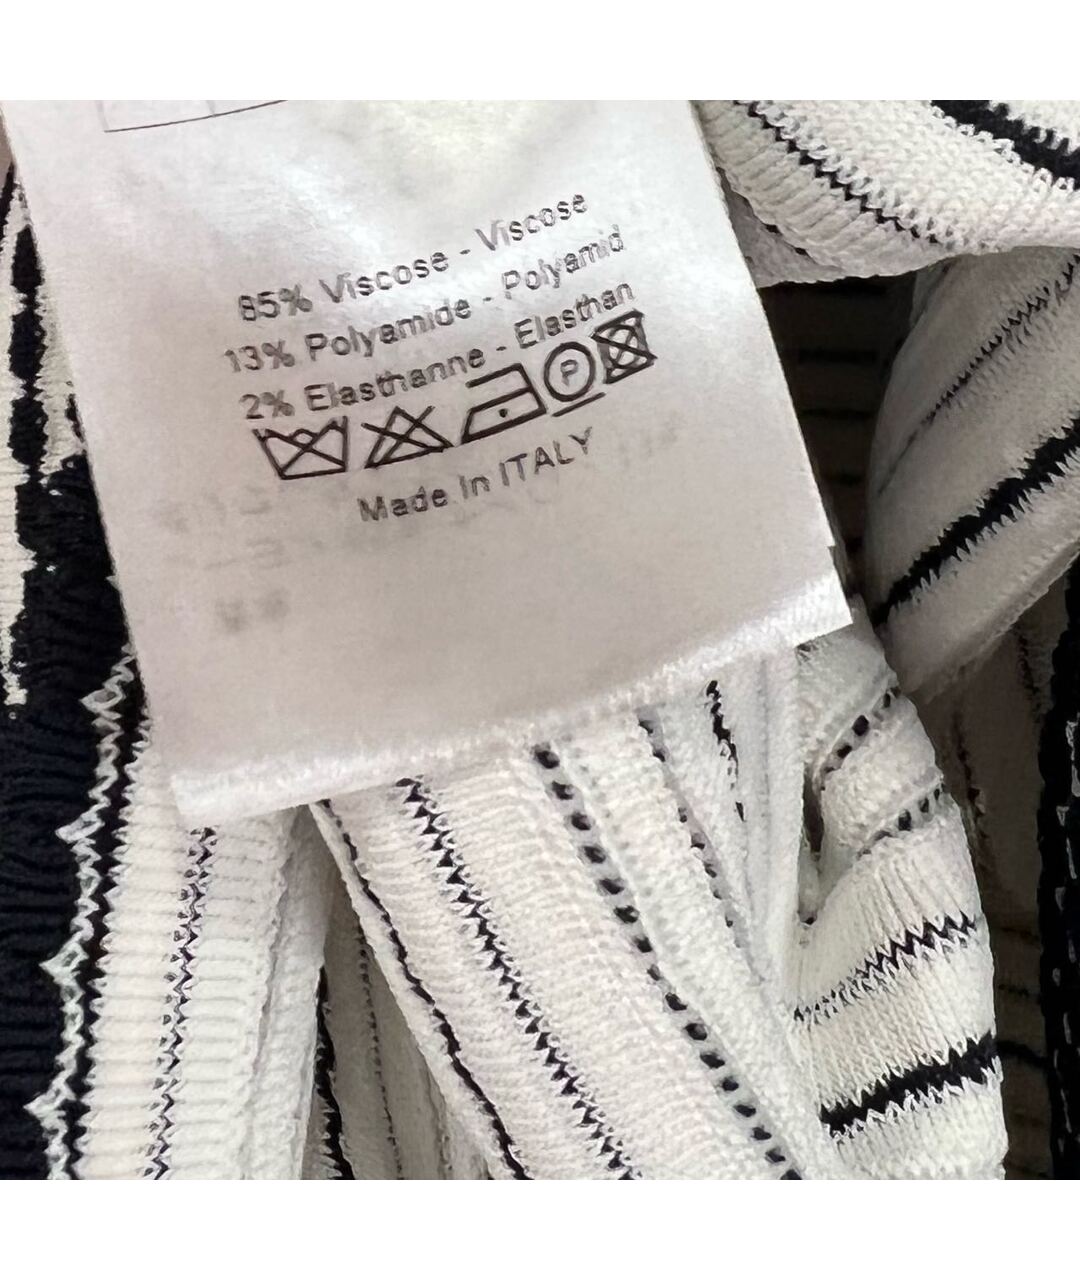 85% Viscose - Viscose
13% Polyamide - Polyamid
2% Elasthanne - Elasthan
P
Made In ITALY